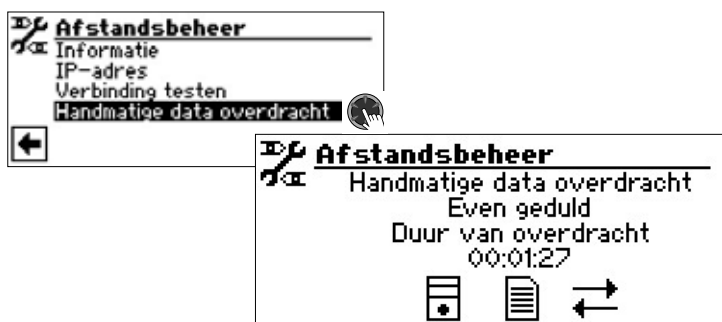 Afstandsbeheer
Informatie
IP-adres
Verbinding testen
Handmatige data overdracht
Afstandsbeheer
Handmatige data overdracht
Even geduld
Duur van overdracht
00:01:27